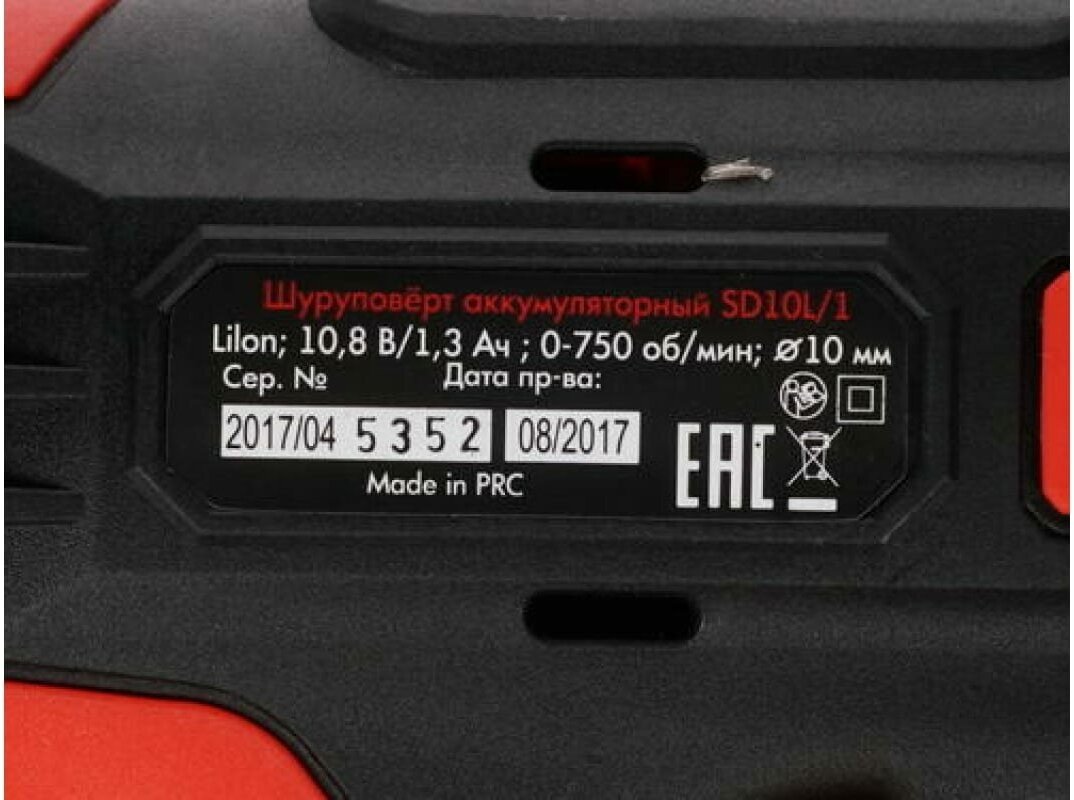 Шуруповёрт аккумуляторный SD10L/1
LiIon; 10,8 В/1,3 Ач ; 0-750 об/мин; ⌀10 мм
Сер. № Дата пр-ва:
2017/04 5352 08/2017
Made in PRC
EAC